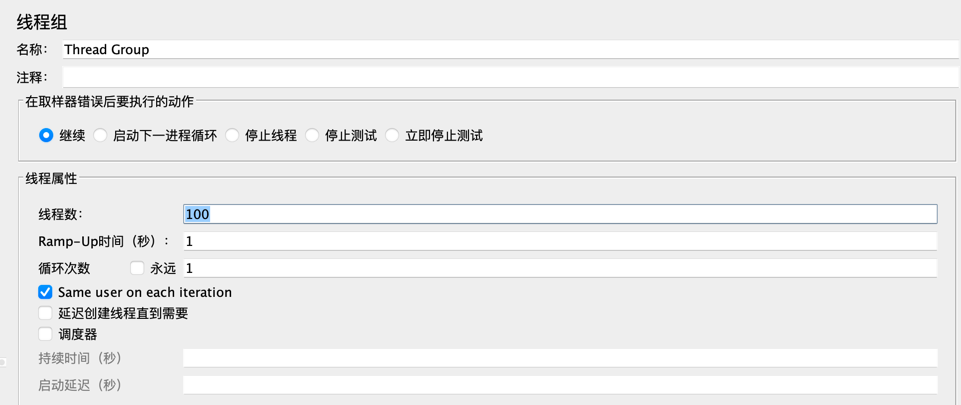 线程组
名称： Thread Group
注释：
在取样器错误后要执行的动作
继续 启动下一进程循环 停止线程 停止测试 立即停止测试
线程属性
线程数： 100
Ramp-Up时间（秒）： 1
循环次数 永远 1
Same user on each iteration
延迟创建线程直到需要
调度器
持续时间（秒）
启动延迟（秒）